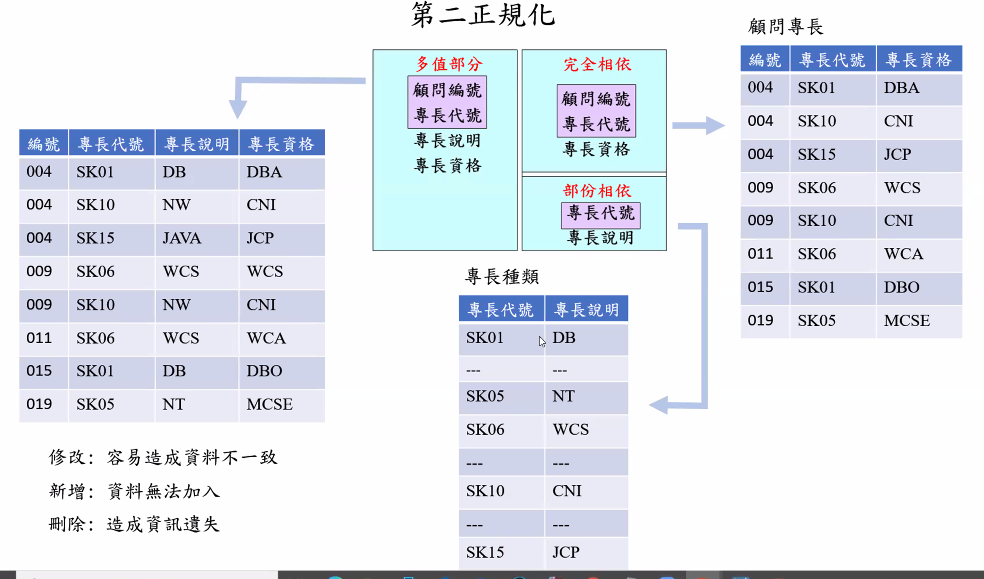 第二正規化
多值部分
顧問編號
專長代號
專長說明
專長資格
完全相依
顧問編號
專長代號
專長資格
部份相依
專長代號
專長說明
編號 專長代號 專長說明 專長資格
004 SK01 DB DBA
004 SK10 NW CNI
004 SK15 JAVA JCP
009 SK06 WCS WCS
009 SK10 NW CNI
011 SK06 WCS WCA
015 SK01 DB DBO
019 SK05 NT MCSE
修改：容易造成資料不一致
新增：資料無法加入
刪除：造成資訊遺失
專長種類
專長代號 專長說明
SK01 DB
--- ---
SK05 NT
SK06 WCS
--- ---
SK10 CNI
--- ---
SK15 JCP
顧問專長
編號 專長代號 專長資格
004 SK01 DBA
004 SK10 CNI
004 SK15 JCP
009 SK06 WCS
009 SK10 CNI
011 SK06 WCA
015 SK01 DBO
019 SK05 MCSE